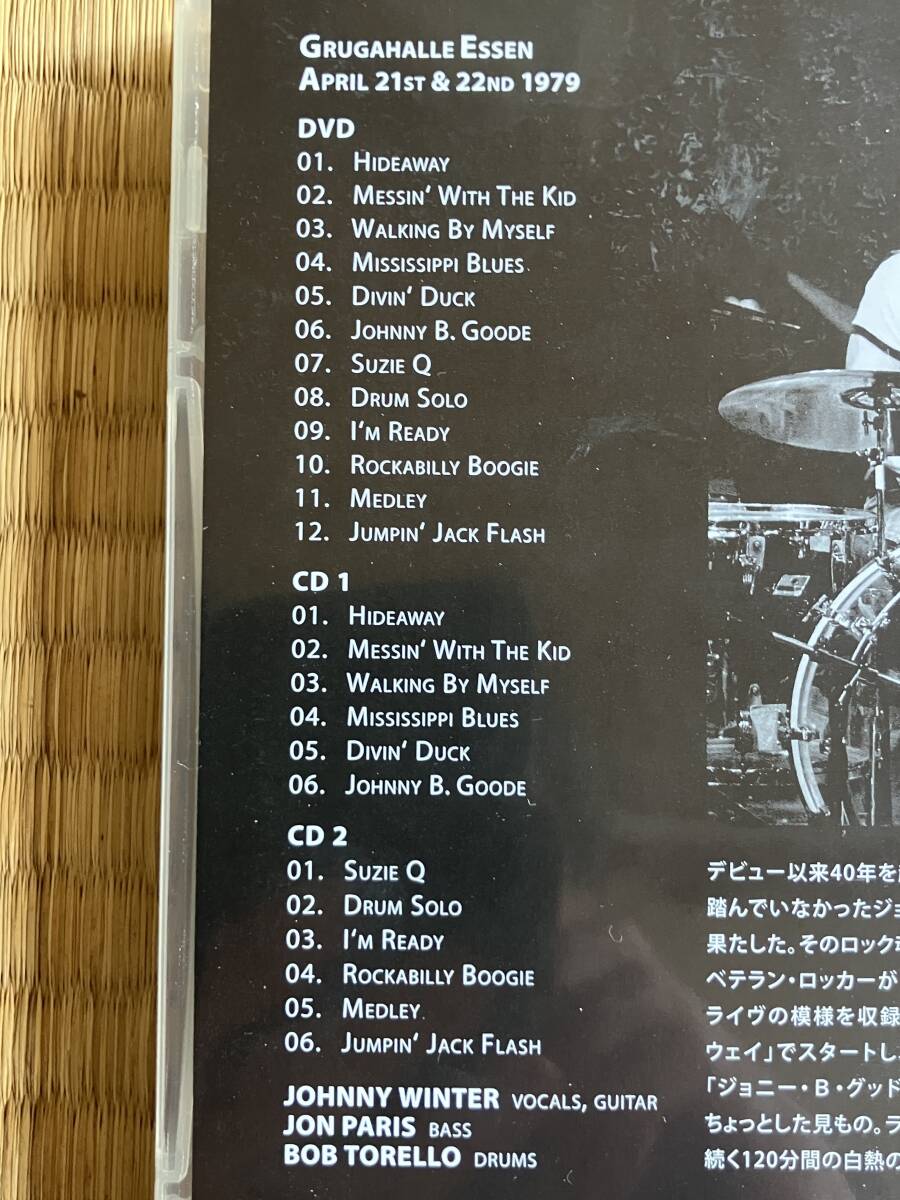 GRUGAHALLE ESSEN
APRIL 21ST & 22ND 1979
DVD
01. HIDEAWAY
02. MESSIN' WITH THE KID
03. WALKING BY MYSELF
04. MISSISSIPPI BLUES
05. DIVIN' DUCK
06. JOHNNY B. GOODE
07. SUZIE Q
08. DRUM SOLO
09. I'M READY
10. ROCKABILLY BOOGIE
11. MEDLEY
12. JUMPIN' JACK FLASH
CD 1
01. HIDEAWAY
02. MESSIN' WITH THE KID
03. WALKING BY MYSELF
04. MISSISSIPPI BLUES
05. DIVIN' DUCK
06. JOHNNY B. GOODE
CD 2
01. SUZIE Q
02. DRUM SOLO
03. I'M READY
04. ROCKABILLY BOOGIE
05. MEDLEY
06. JUMPIN' JACK FLASH
JOHNNY WINTER VOCALS, GUITAR
JON PARIS BASS
BOB TORELLO DRUMS
デビュー以来40年を
踏んでいなかったジョ
果たした。そのロック
ベテラン・ロッカーが
ライヴの模様を収録
ウェイ」でスタートし
「ジョニー・B・グッド
ちょっとした見もの。ラ
続く120分間の白熱の